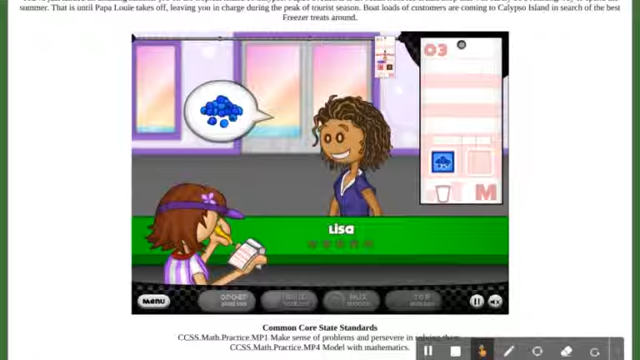 summer. That is until Papa Louie takes off, leaving you in charge during the peak of tourist season. Boat loads of customers are coming to Calypso Island in search of the best
Freezer treats around.
03
M
Lisa
Menu
Common Core State Standards
CCSS.Math.Practice.MP1 Make sense of problems and persevere in solving them.
CCSS.Math.Practice.MP4 Model with mathematics.